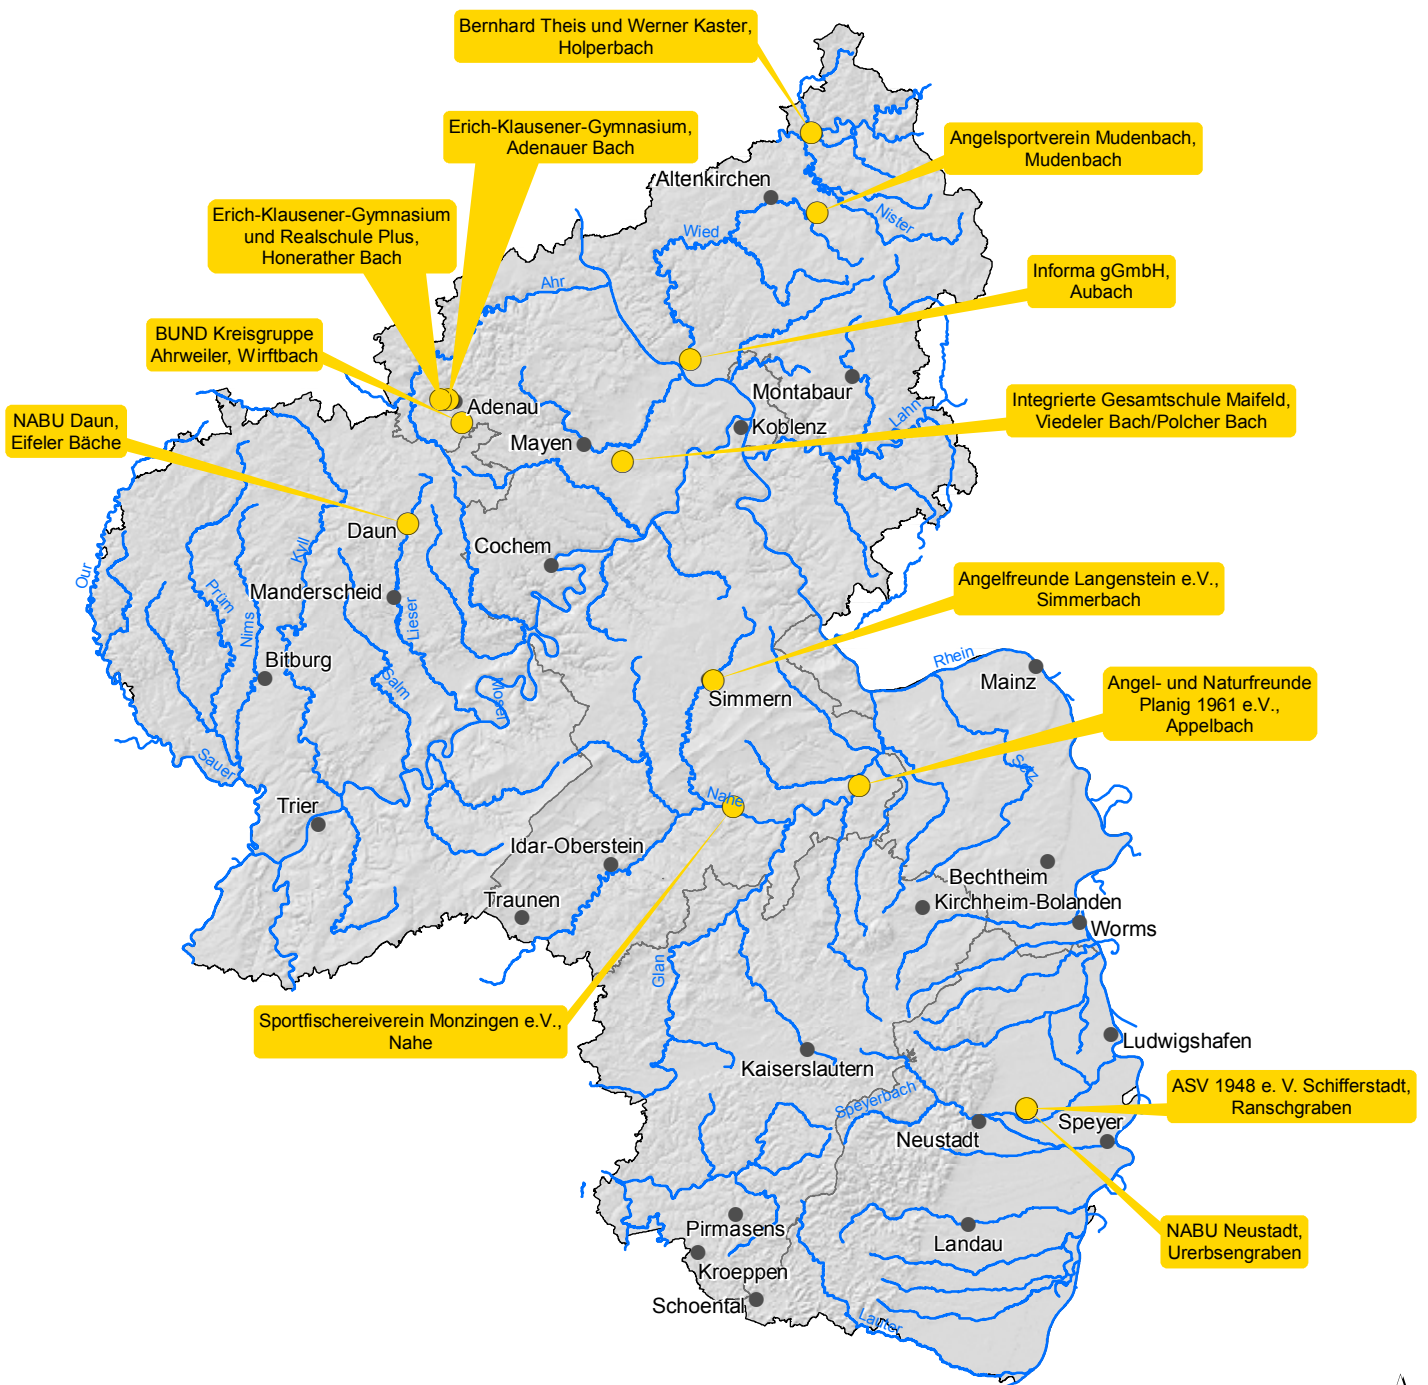 Bernhard Theis und Werner Kaster,
Holperbach
Erich-Klausener-Gymnasium,
Adenauer Bach
Angelsportverein Mudenbach,
Mudenbach
Altenkirchen
Erich-Klausener-Gymnasium
und Realschule Plus,
Honerather Bach
Nister
Wied
Informa gGmbH,
Aubach
Ahr
BUND Kreisgruppe
Ahrweiler, Wirftbach
Montabaur
Integrierte Gesamtschule Maifeld,
Viedeler Bach/Polcher Bach
NABU Daun,
Eifeler Bäche
Adenau
Lahn
Koblenz
Mayen
Daun
Cochem
Kyll
Our
Angelfreunde Langenstein e.V.,
Simmerbach
Prüm
Manderscheid
Nims
Lieser
Bitburg
Rhein
Mainz
Salm
Mosel
Simmern
Angel- und Naturfreunde
Planig 1961 e.V.,
Appelbach
Sauer
Selz
Nahe
Trier
Idar-Oberstein
Bechtheim
Traunen
Kirchheim-Bolanden
Worms
Glan
Sportfischereiverein Monzingen e.V.,
Nahe
Ludwigshafen
Kaiserslautern
Speyerbach
ASV 1948 e. V. Schifferstadt,
Ranschgraben
Speyer
Neustadt
Pirmasens
Landau
NABU Neustadt,
Urerbsengraben
Kroeppen
Schoental
Lauter